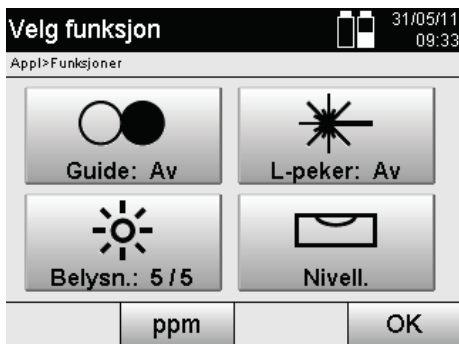 Velg funksjon 31/05/11
09:33
Appl>Funksjoner
Guide: Av L-peker: Av
Belysn.: 5/5 Nivell.
ppm OK